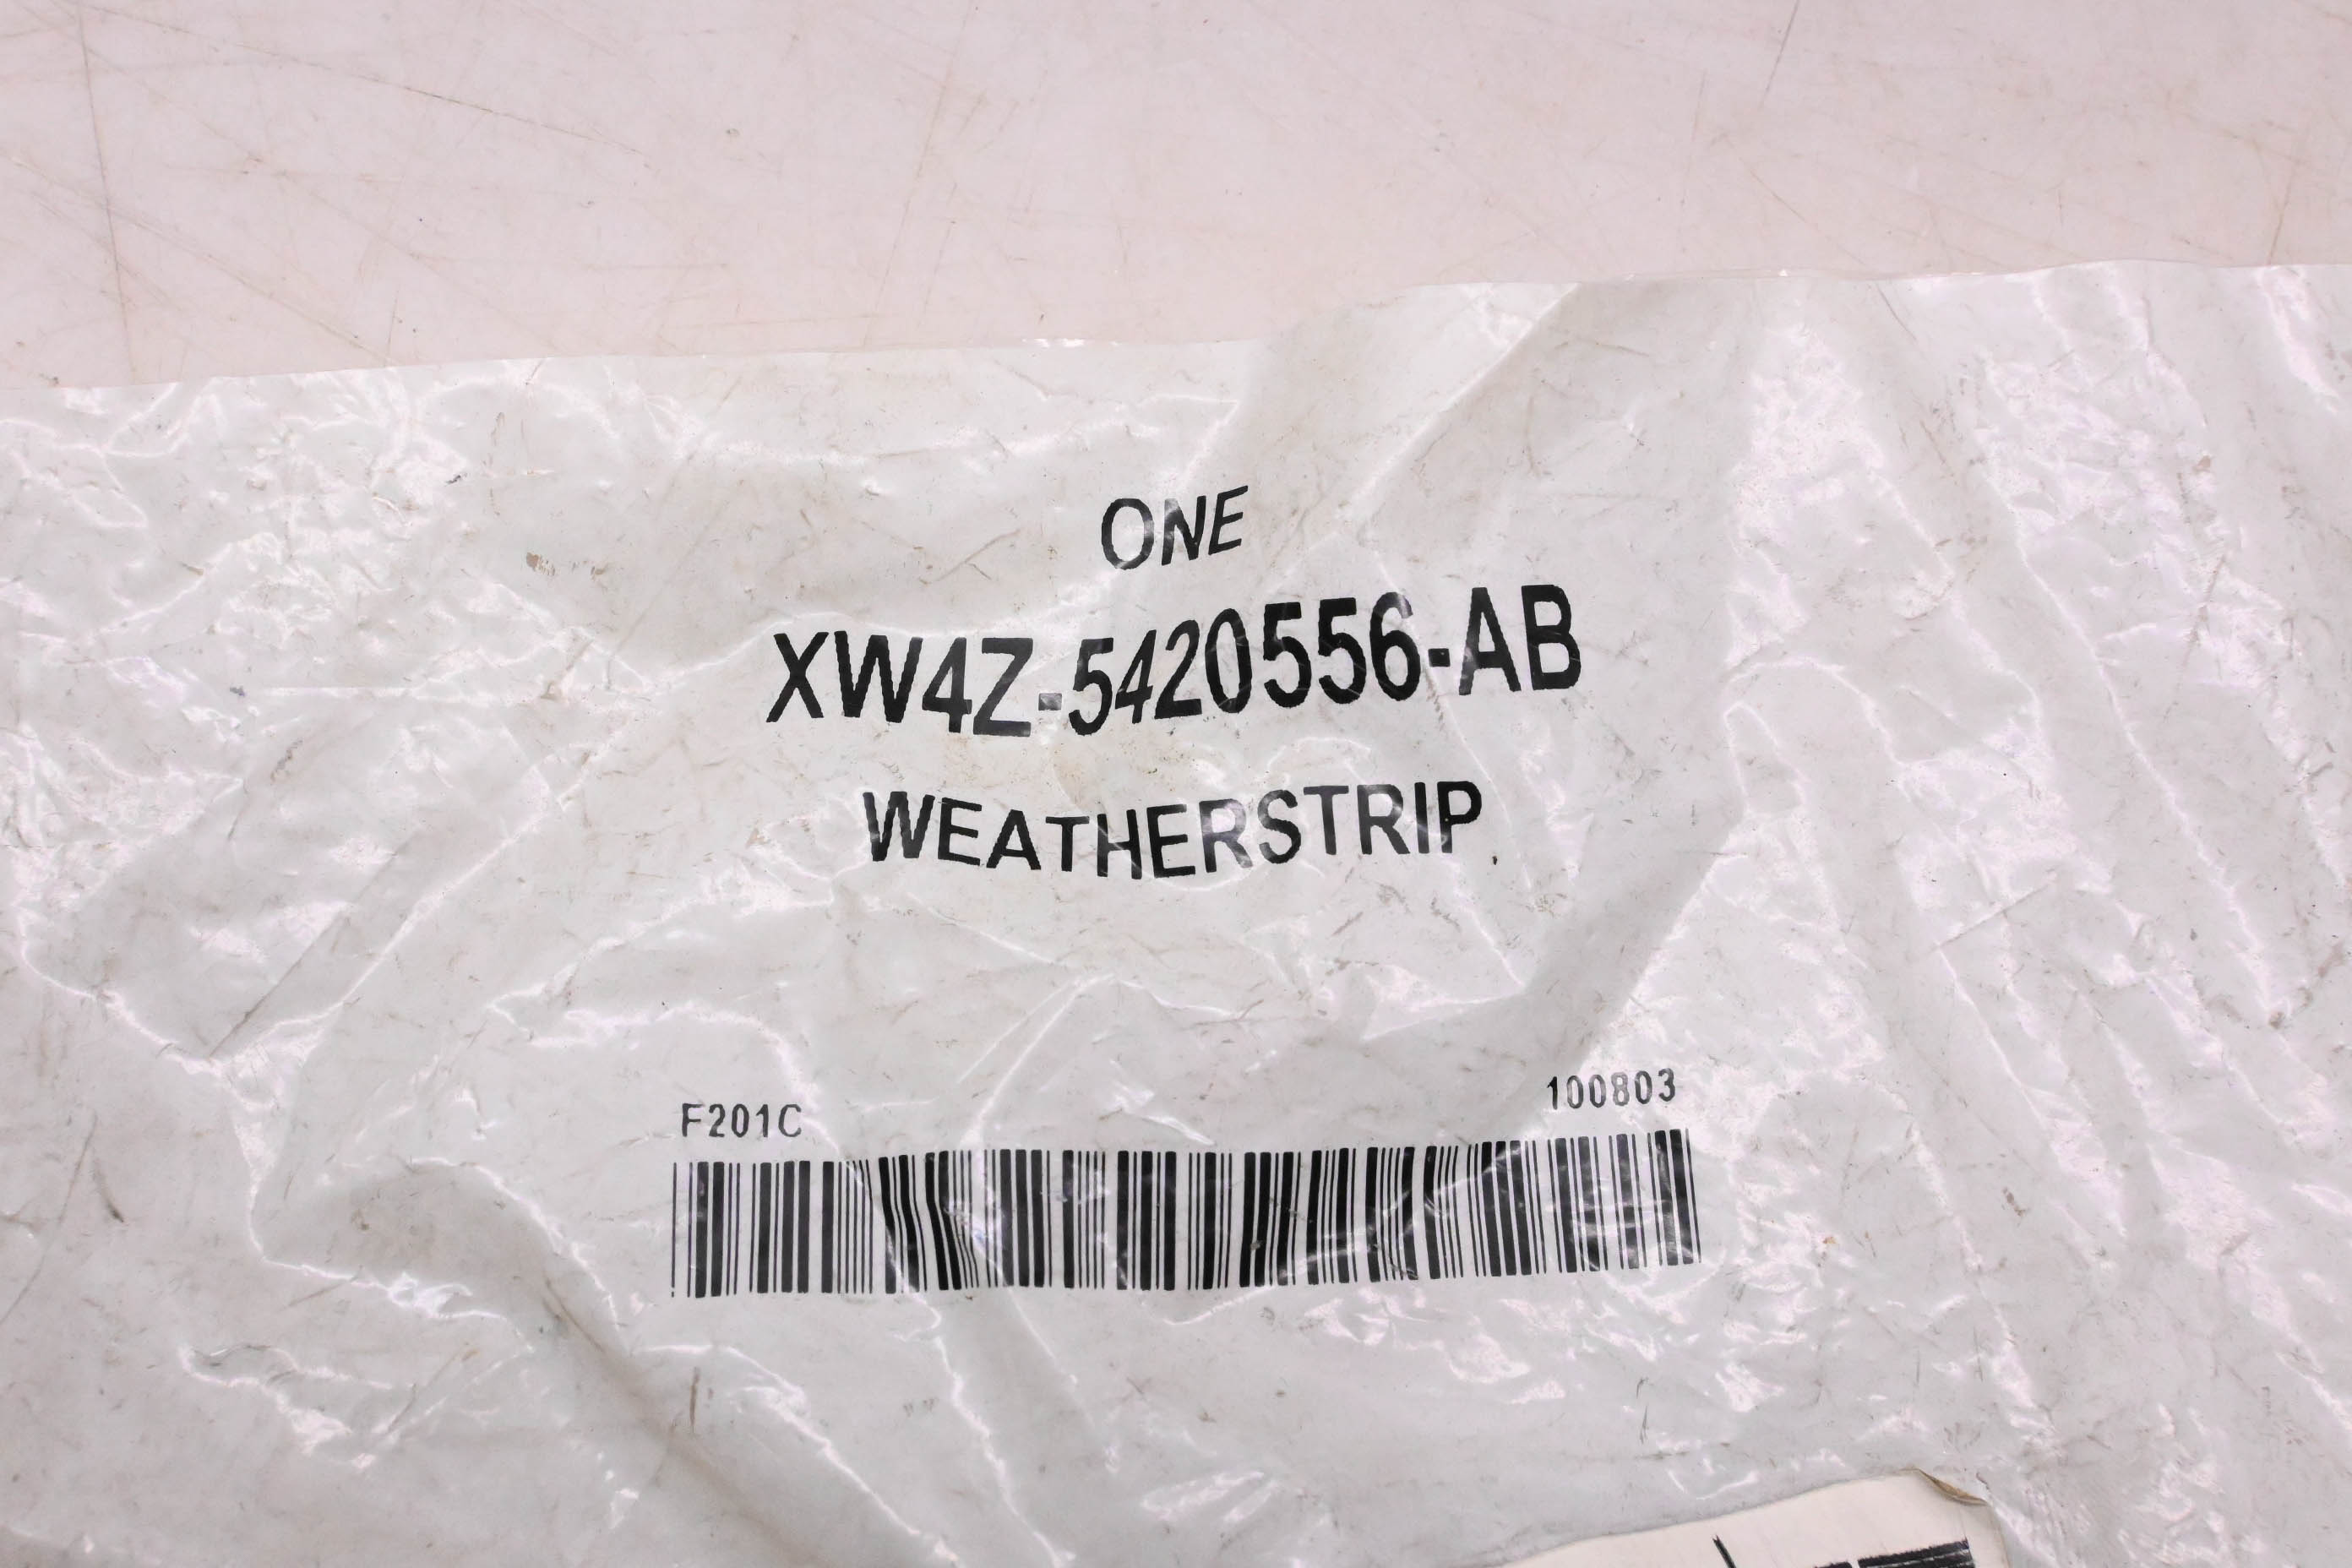 ONE
XW4Z-5420556-AB
WEATHERSTRIP
F201C
100803